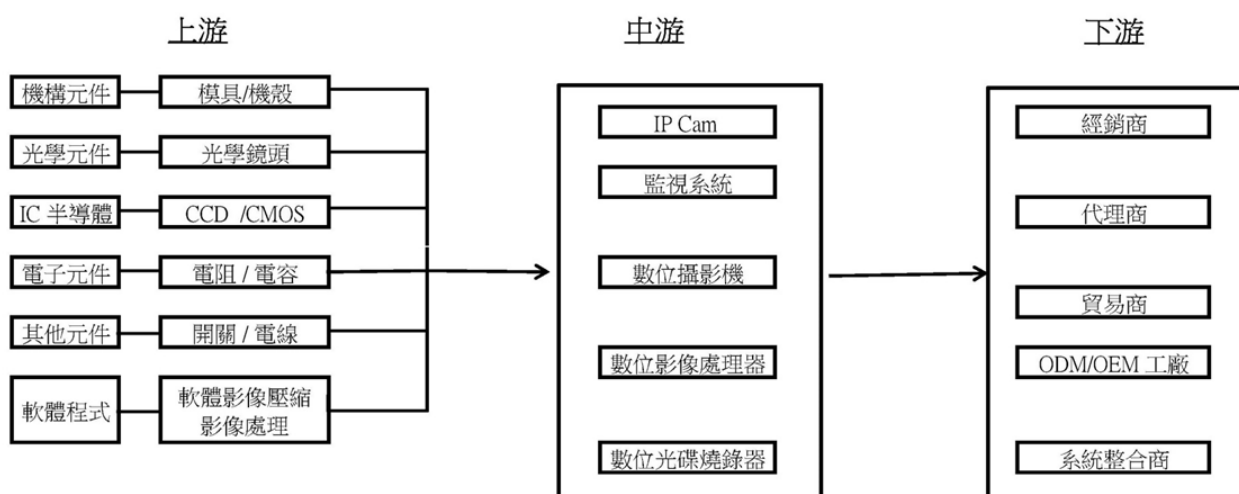 上游
中游
下游
機構元件
模具/機殼
光學元件
光學鏡頭
IC 半導體
CCD /CMOS
電子元件
電阻 / 電容
其他元件
開關 / 電線
軟體程式
軟體影像壓縮
影像處理
IP Cam
監視系統
數位攝影機
數位影像處理器
數位光碟燒錄器
經銷商
代理商
貿易商
ODM/OEM 工廠
系統整合商